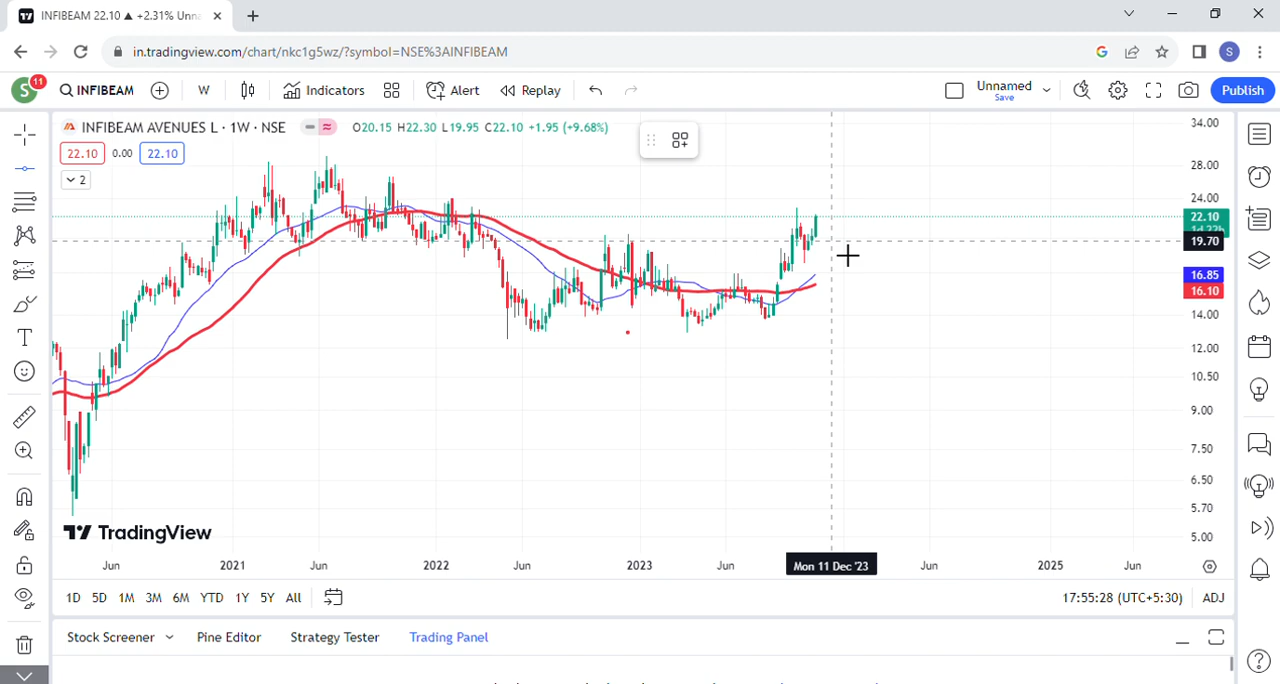 INFIBEAM 22.10 ▲ +2.31% Unna
in.tradingview.com/chart/nkc1g5wz/?symbol=NSE%3AINFIBEAM
S
S
11
INFIBEAM
W
Indicators
Alert
Replay
Unnamed
Save
Publish
INFIBEAM AVENUES L · 1W · NSE
O20.15 H22.30 L19.95 C22.10 +1.95 (+9.68%)
22.10
0.00
22.10
2
34.00
28.00
24.00
22.10
1d 22h
19.70
16.85
16.10
14.00
12.00
10.50
9.00
7.50
6.50
5.70
5.00
TradingView
Jun
2021
Jun
2022
Jun
2023
Jun
Mon 11 Dec '23
Jun
2025
Jun
1D 5D 1M 3M 6M YTD 1Y 5Y All
17:55:28 (UTC+5:30)
ADJ
Stock Screener
Pine Editor
Strategy Tester
Trading Panel